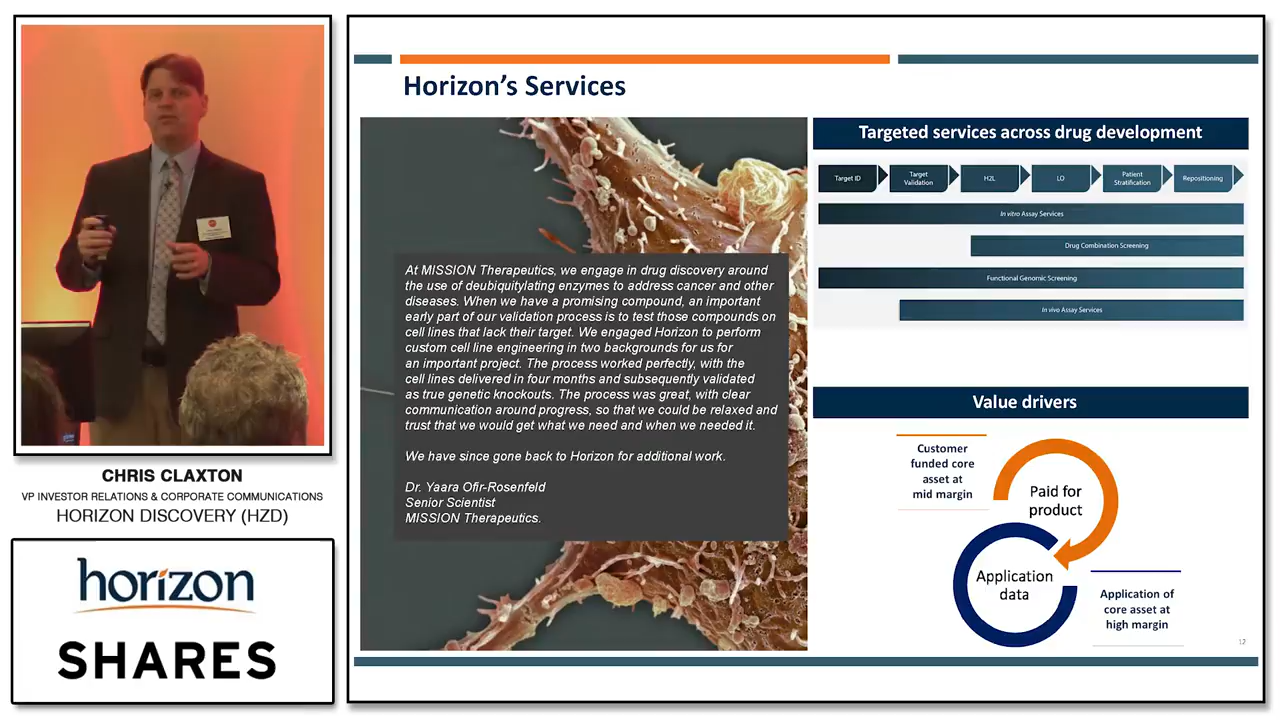 CHRIS CLAXTON
VP INVESTOR RELATIONS & CORPORATE COMMUNICATIONS
HORIZON DISCOVERY (HZD)
horizon
SHARES
Horizon’s Services
At MISSION Therapeutics, we engage in drug discovery around
the use of deubiquitylating enzymes to address cancer and other
diseases. When we have a promising compound, an important
early part of our validation process is to test those compounds on
cell lines that lack their target. We engaged Horizon to perform
custom cell line engineering in two backgrounds for us for
an important project. The process worked perfectly, with the
cell lines delivered in four months and subsequently validated
as true genetic knockouts. The process was great, with clear
communication around progress, so that we could be relaxed and
trust that we would get what we need and when we needed it.
We have since gone back to Horizon for additional work.
Dr. Yaara Ofir-Rosenfeld
Senior Scientist
MISSION Therapeutics.
Targeted services across drug development
Target ID
Target
Validation
H2L
LO
Patient
Stratification
Repositioning
In vitro Assay Services
Drug Combination Screening
Functional Genomic Screening
In vivo Assay Services
Value drivers
Customer
funded core
asset at
mid margin
Paid for
product
Application
data
Application of
core asset at
high margin
12